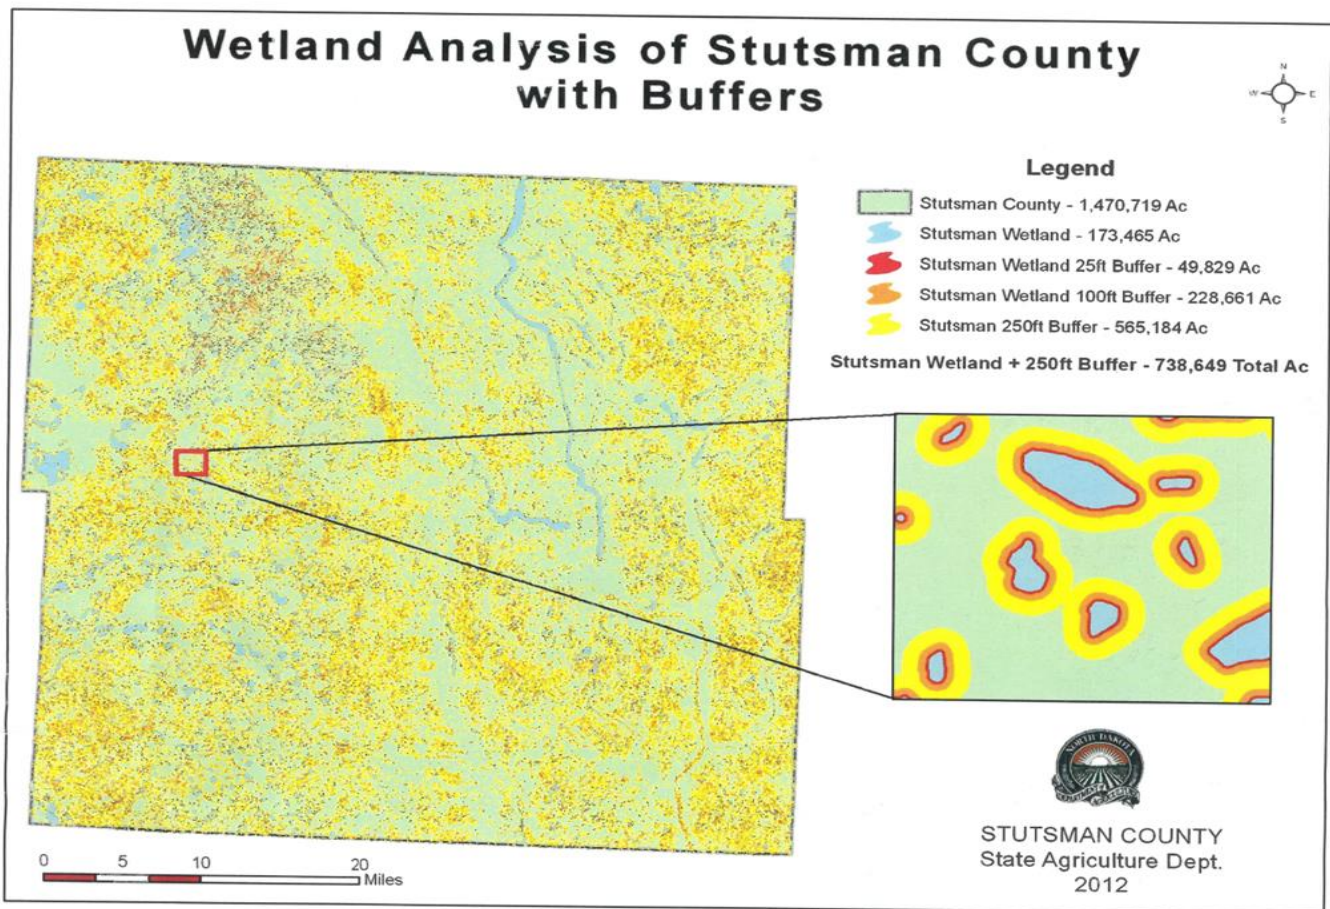 Wetland Analysis of Stutsman County
with Buffers
N
W E
S
Legend
Stutsman County - 1,470,719 Ac
Stutsman Wetland - 173,465 Ac
Stutsman Wetland 25ft Buffer - 49,829 Ac
Stutsman Wetland 100ft Buffer - 228,661 Ac
Stutsman 250ft Buffer - 565,184 Ac
Stutsman Wetland + 250ft Buffer - 738,649 Total Ac
NORTH DAKOTA
STUTSMAN COUNTY
State Agriculture Dept.
2012
0 5 10 20
Miles